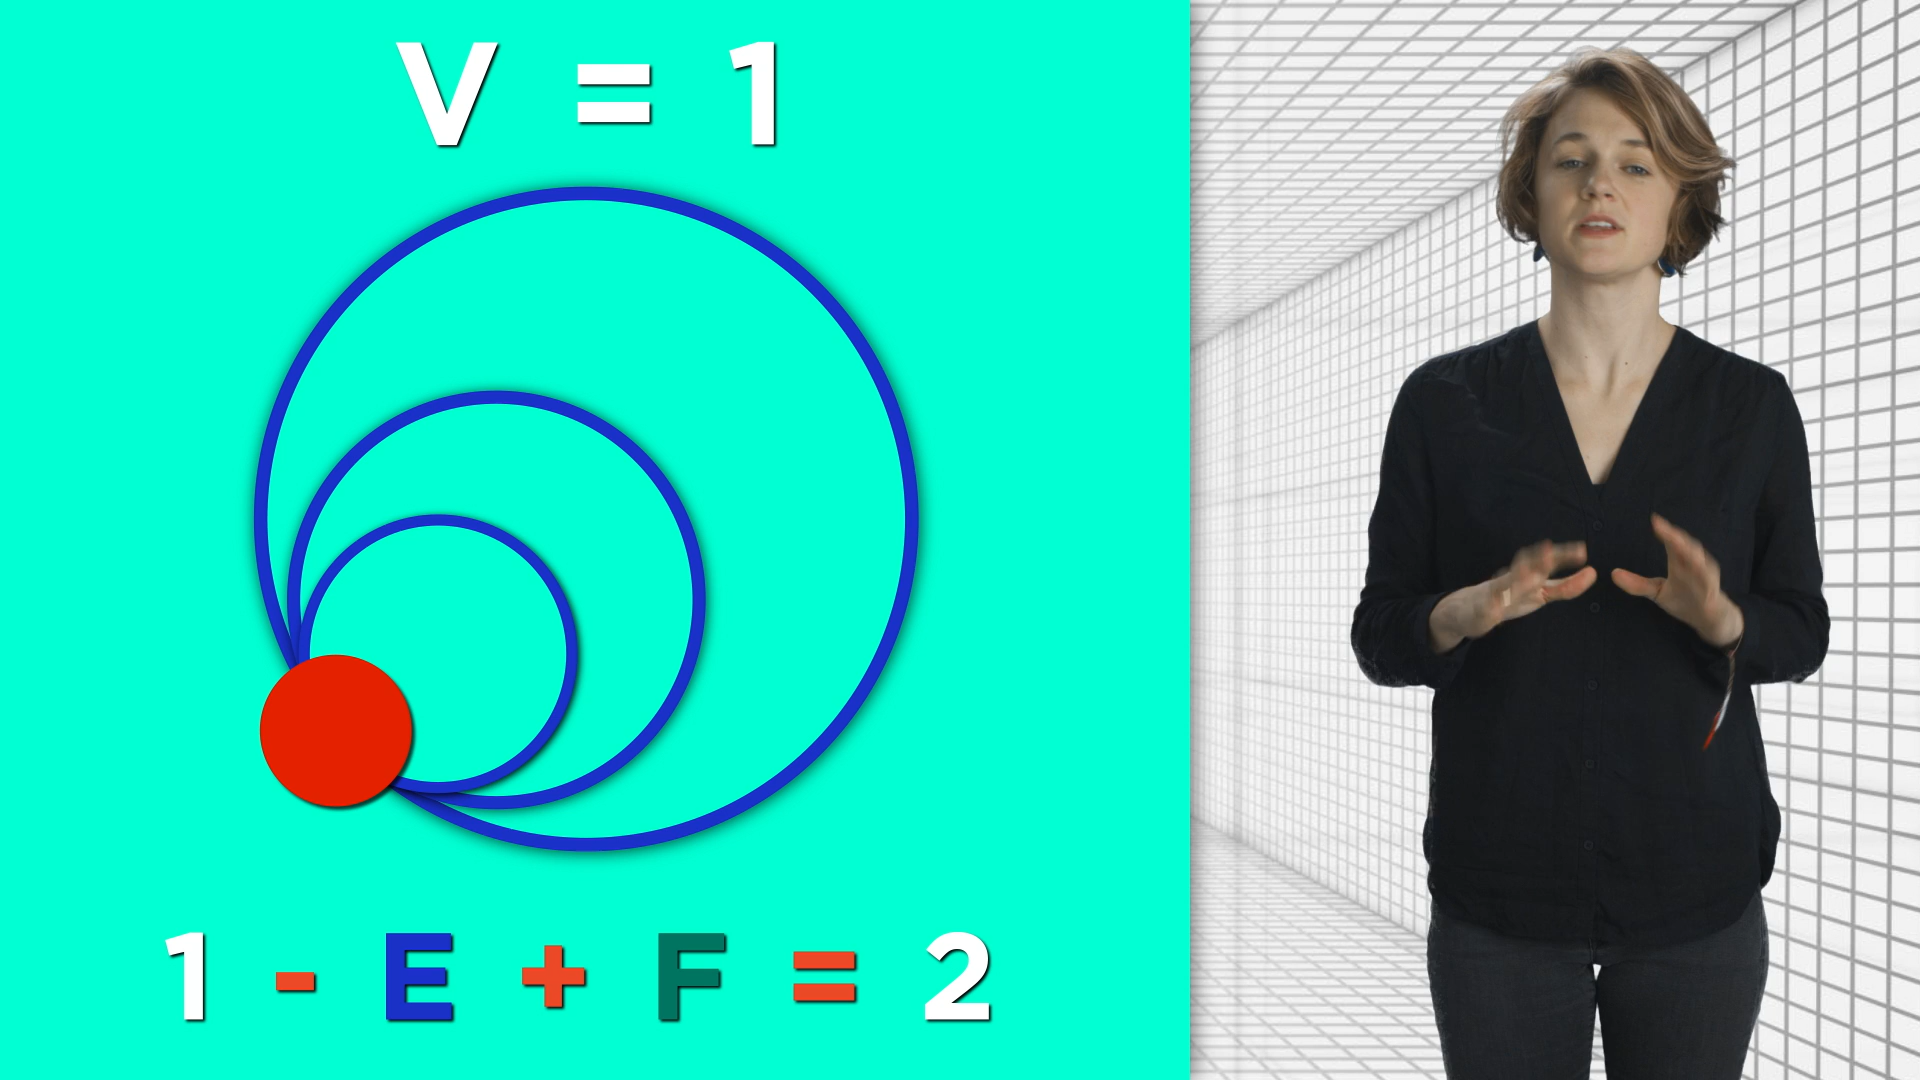 V = 1
1 - E + F = 2